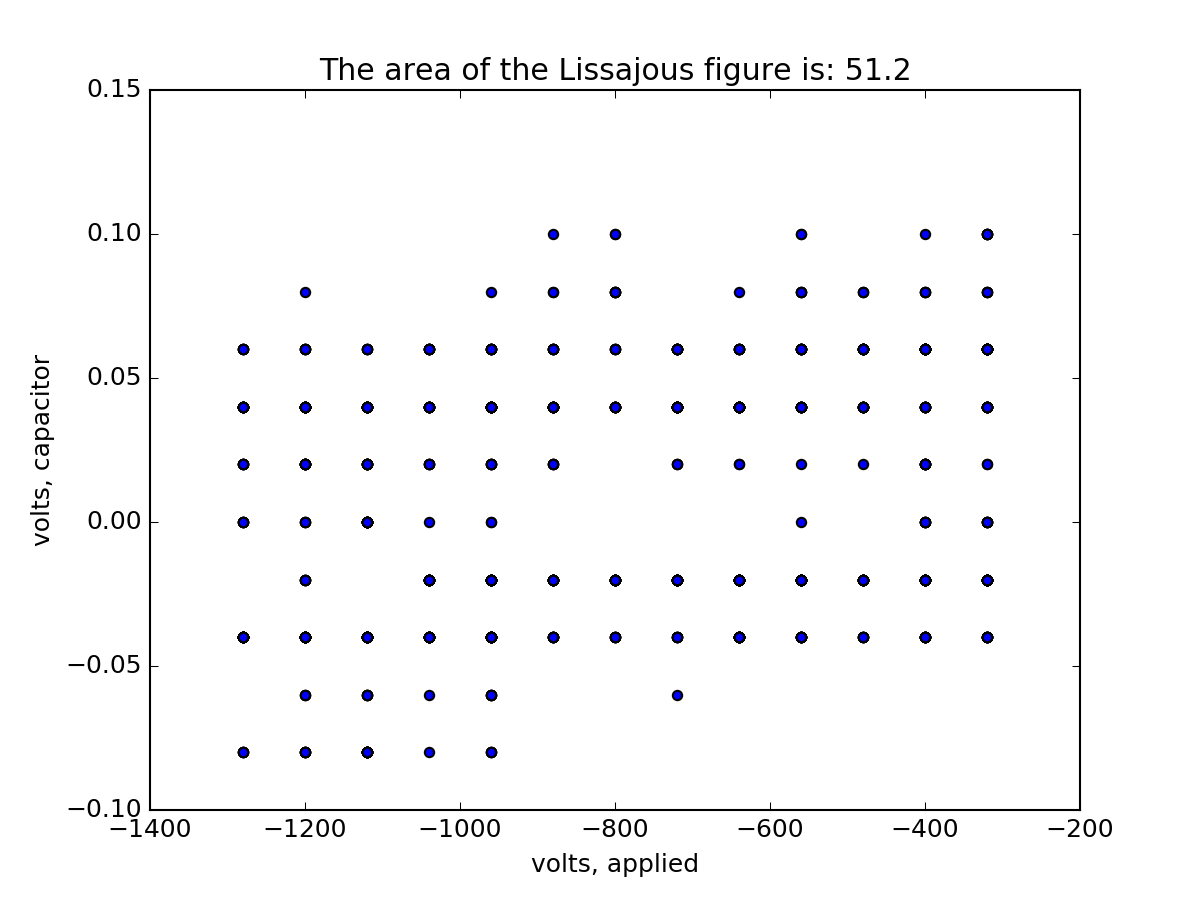 The area of the Lissajous figure is: 51.2
0.15
0.10
0.05
0.00
−0.05
−0.10
volts, capacitor
−1400 −1200 −1000 −800 −600 −400 −200
volts, applied